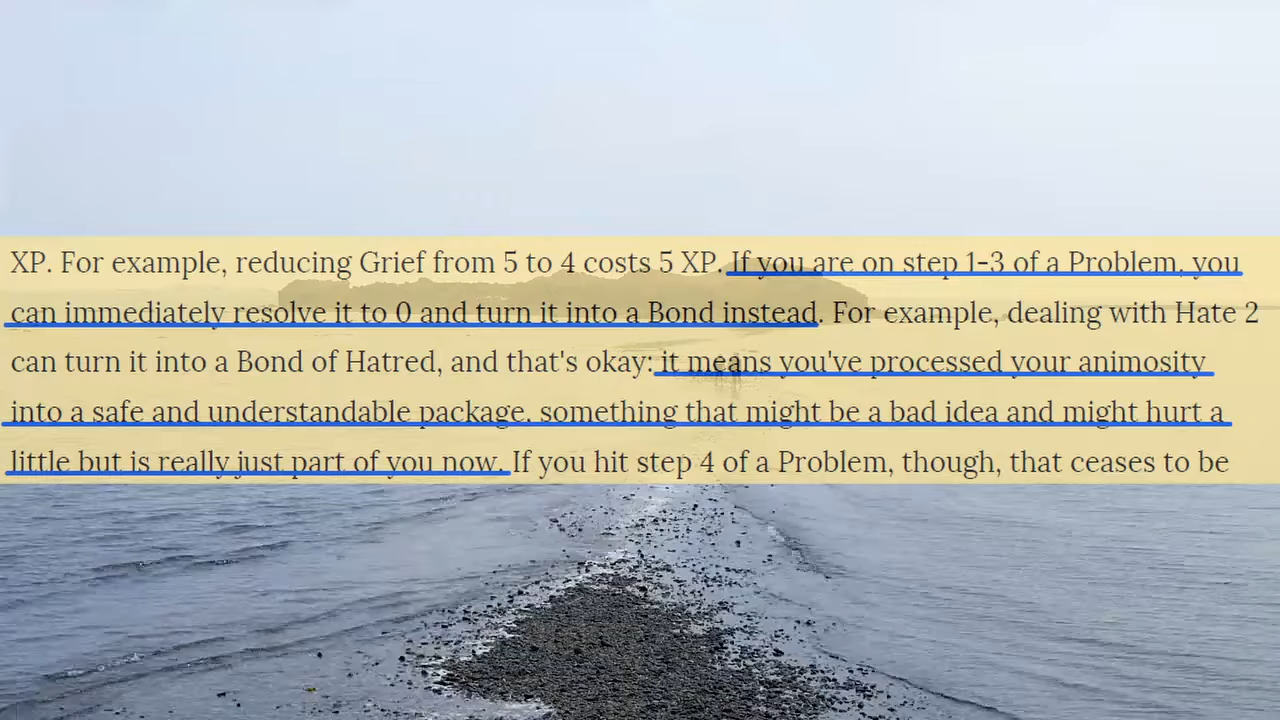 XP. For example, reducing Grief from 5 to 4 costs 5 XP. If you are on step 1-3 of a Problem, you
can immediately resolve it to 0 and turn it into a Bond instead. For example, dealing with Hate 2
can turn it into a Bond of Hatred, and that's okay: it means you've processed your animosity
into a safe and understandable package, something that might be a bad idea and might hurt a
little but is really just part of you now. If you hit step 4 of a Problem, though, that ceases to be